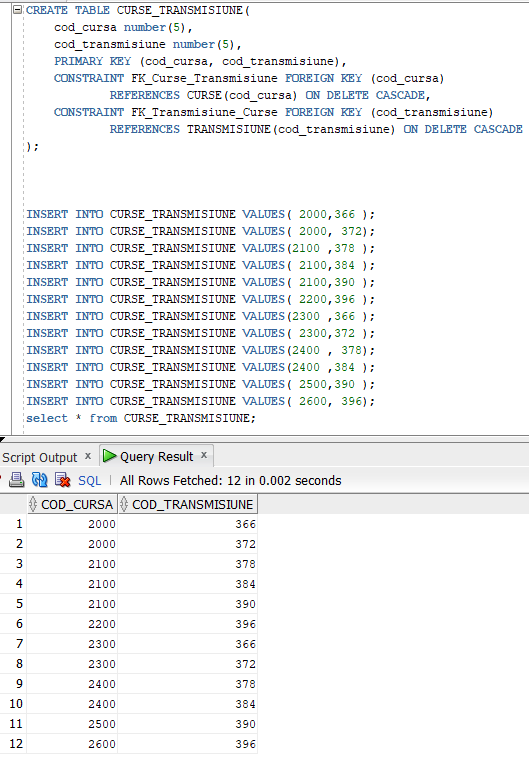 CREATE TABLE CURSE_TRANSMISIUNE(
cod_cursa number(5),
cod_transmisiune number(5),
PRIMARY KEY (cod_cursa, cod_transmisiune),
CONSTRAINT FK_Curse_Transmisiune FOREIGN KEY (cod_cursa)
REFERENCES CURSE(cod_cursa) ON DELETE CASCADE,
CONSTRAINT FK_Transmisiune_Curse FOREIGN KEY (cod_transmisiune)
REFERENCES TRANSMISIUNE(cod_transmisiune) ON DELETE CASCADE
);
INSERT INTO CURSE_TRANSMISIUNE VALUES( 2000,366 );
INSERT INTO CURSE_TRANSMISIUNE VALUES( 2000, 372);
INSERT INTO CURSE_TRANSMISIUNE VALUES(2100 ,378 );
INSERT INTO CURSE_TRANSMISIUNE VALUES( 2100,384 );
INSERT INTO CURSE_TRANSMISIUNE VALUES( 2100,390 );
INSERT INTO CURSE_TRANSMISIUNE VALUES( 2200,396 );
INSERT INTO CURSE_TRANSMISIUNE VALUES(2300 ,366 );
INSERT INTO CURSE_TRANSMISIUNE VALUES( 2300,372 );
INSERT INTO CURSE_TRANSMISIUNE VALUES(2400 , 378);
INSERT INTO CURSE_TRANSMISIUNE VALUES(2400 ,384 );
INSERT INTO CURSE_TRANSMISIUNE VALUES( 2500,390 );
INSERT INTO CURSE_TRANSMISIUNE VALUES( 2600, 396);
select * from CURSE_TRANSMISIUNE;
Script Output x Query Result x
SQL | All Rows Fetched: 12 in 0.002 seconds
COD_CURSA COD_TRANSMISIUNE
1 2000 366
2 2000 372
3 2100 378
4 2100 384
5 2100 390
6 2200 396
7 2300 366
8 2300 372
9 2400 378
10 2400 384
11 2500 390
12 2600 396